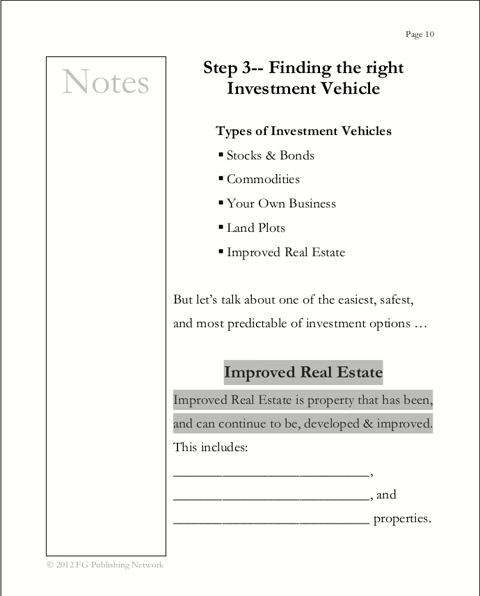 Page 10
Notes
Step 3-- Finding the right
Investment Vehicle
Types of Investment Vehicles
▪ Stocks & Bonds
▪ Commodities
▪ Your Own Business
▪ Land Plots
▪ Improved Real Estate
But let’s talk about one of the easiest, safest,
and most predictable of investment options …
Improved Real Estate
Improved Real Estate is property that has been,
and can continue to be, developed & improved.
This includes:
____________________________,
____________________________, and
____________________________ properties.
© 2012 FG Publishing Network